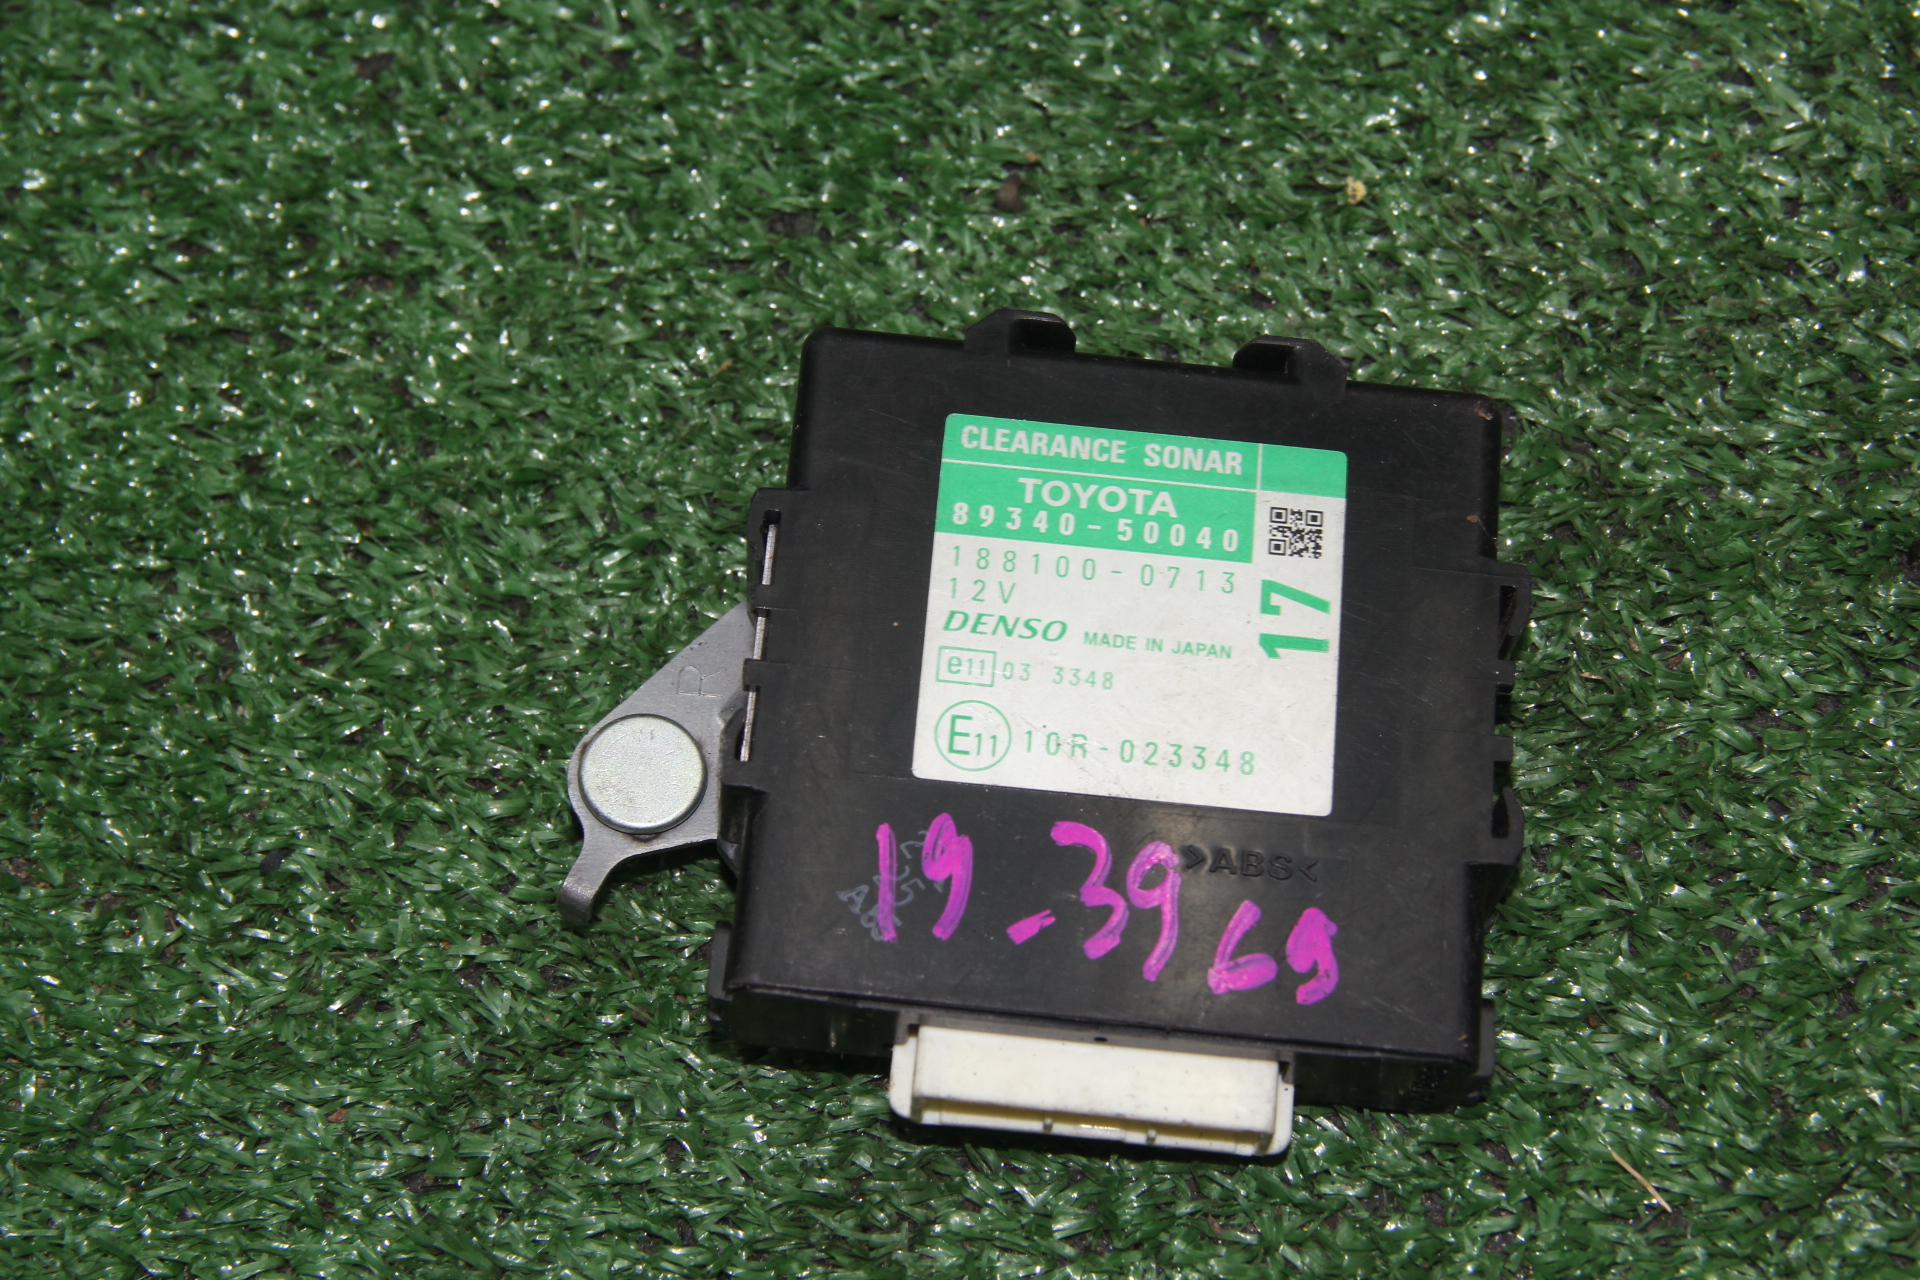 CLEARANCE SONAR
TOYOTA
89340-50040
188100-0713
12V
DENSO MADE IN JAPAN
17
e11 03 3348
E11 10R-023348
>ABS<
19-3969
R